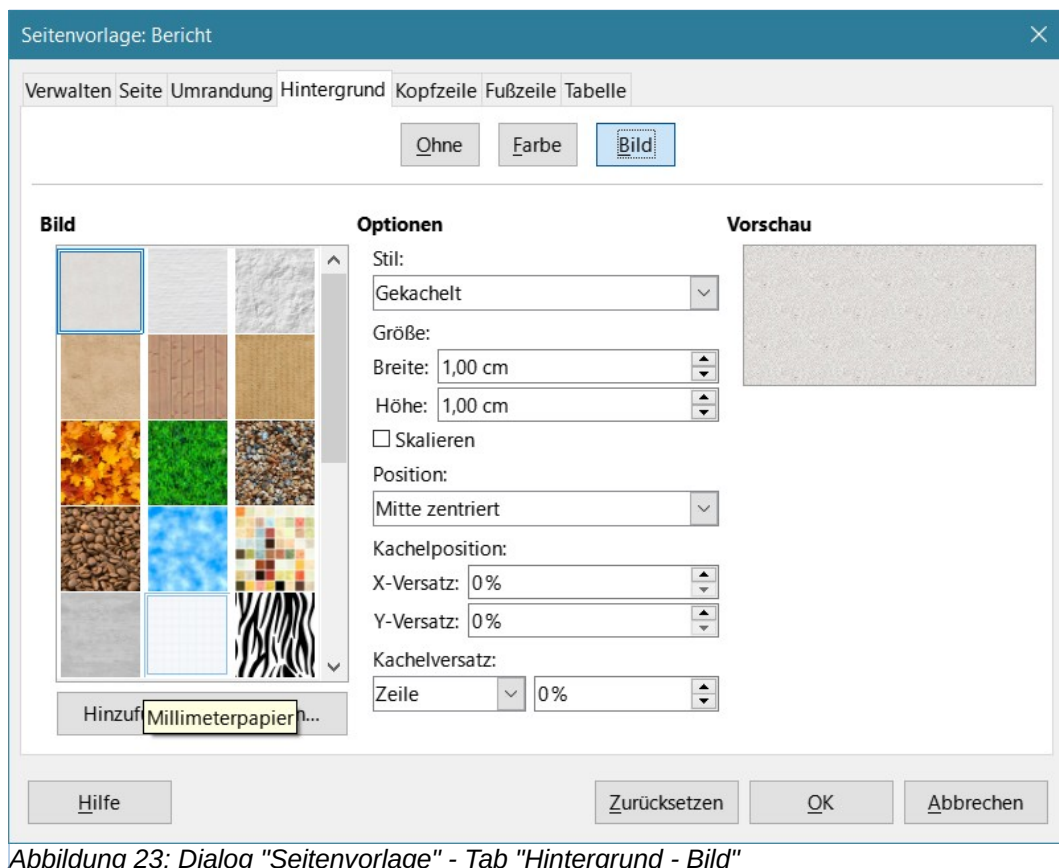 Seitenvorlage: Bericht
Verwalten Seite Umrandung Hintergrund Kopfzeile Fußzeile Tabelle
Ohne Farbe Bild
Bild
Optionen
Vorschau
Stil:
Gekachelt
Größe:
Breite: 1,00 cm
Höhe: 1,00 cm
Skalieren
Position:
Mitte zentriert
Kachelposition:
X-Versatz: 0 %
Y-Versatz: 0 %
Kachelversatz:
Zeile 0 %
Millimeterpapier
Hilfe Zurücksetzen OK Abbrechen
Abbildung 23: Dialog "Seitenvorlage" - Tab "Hintergrund - Bild"